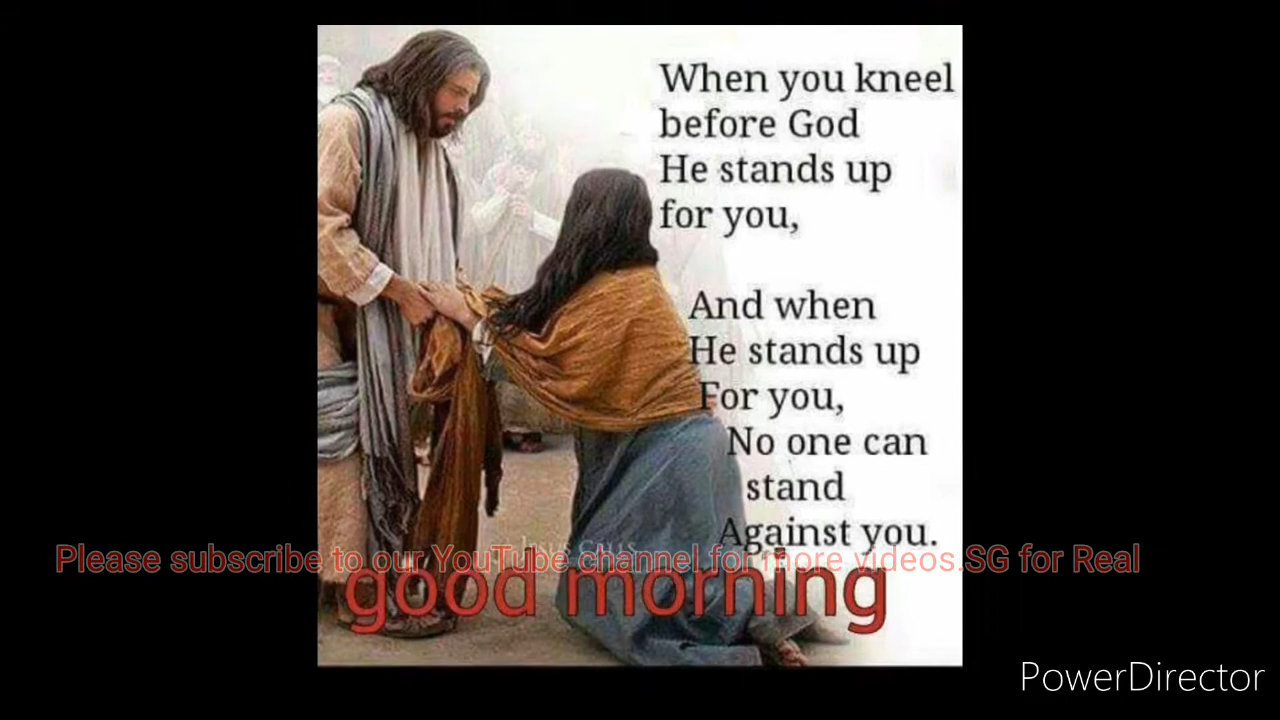 When you kneel
before God
He stands up
for you,
And when
He stands up
For you,
No one can
stand
Against you.
JESUS CALLS
Please subscribe to our YouTube channel for more videos.SG for Real
good morning
PowerDirector